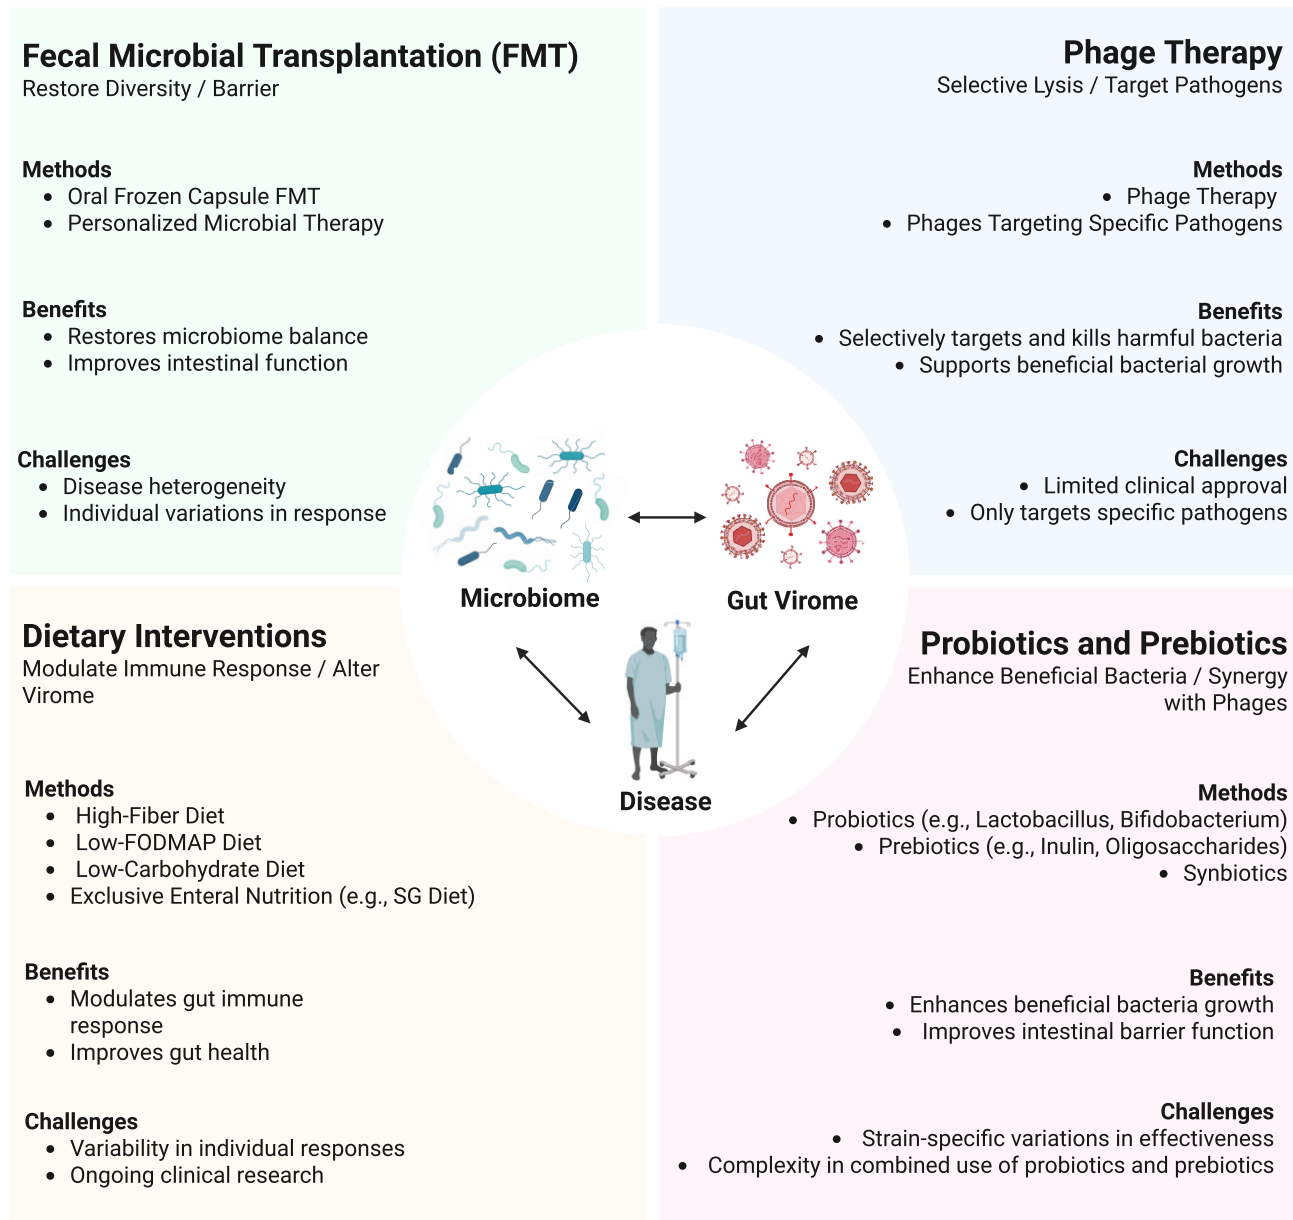 Fecal Microbial Transplantation (FMT)
Restore Diversity / Barrier
Methods
• Oral Frozen Capsule FMT
• Personalized Microbial Therapy
Benefits
• Restores microbiome balance
• Improves intestinal function
Challenges
• Disease heterogeneity
• Individual variations in response
Phage Therapy
Selective Lysis / Target Pathogens
Methods
• Phage Therapy
• Phages Targeting Specific Pathogens
Benefits
• Selectively targets and kills harmful bacteria
• Supports beneficial bacterial growth
Challenges
• Limited clinical approval
• Only targets specific pathogens
Microbiome
Gut Virome
Disease
Dietary Interventions
Modulate Immune Response / Alter
Virome
Methods
• High-Fiber Diet
• Low-FODMAP Diet
• Low-Carbohydrate Diet
• Exclusive Enteral Nutrition (e.g., SG Diet)
Benefits
• Modulates gut immune
response
• Improves gut health
Challenges
• Variability in individual responses
• Ongoing clinical research
Probiotics and Prebiotics
Enhance Beneficial Bacteria / Synergy
with Phages
Methods
• Probiotics (e.g., Lactobacillus, Bifidobacterium)
• Prebiotics (e.g., Inulin, Oligosaccharides)
• Synbiotics
Benefits
• Enhances beneficial bacteria growth
• Improves intestinal barrier function
Challenges
• Strain-specific variations in effectiveness
• Complexity in combined use of probiotics and prebiotics